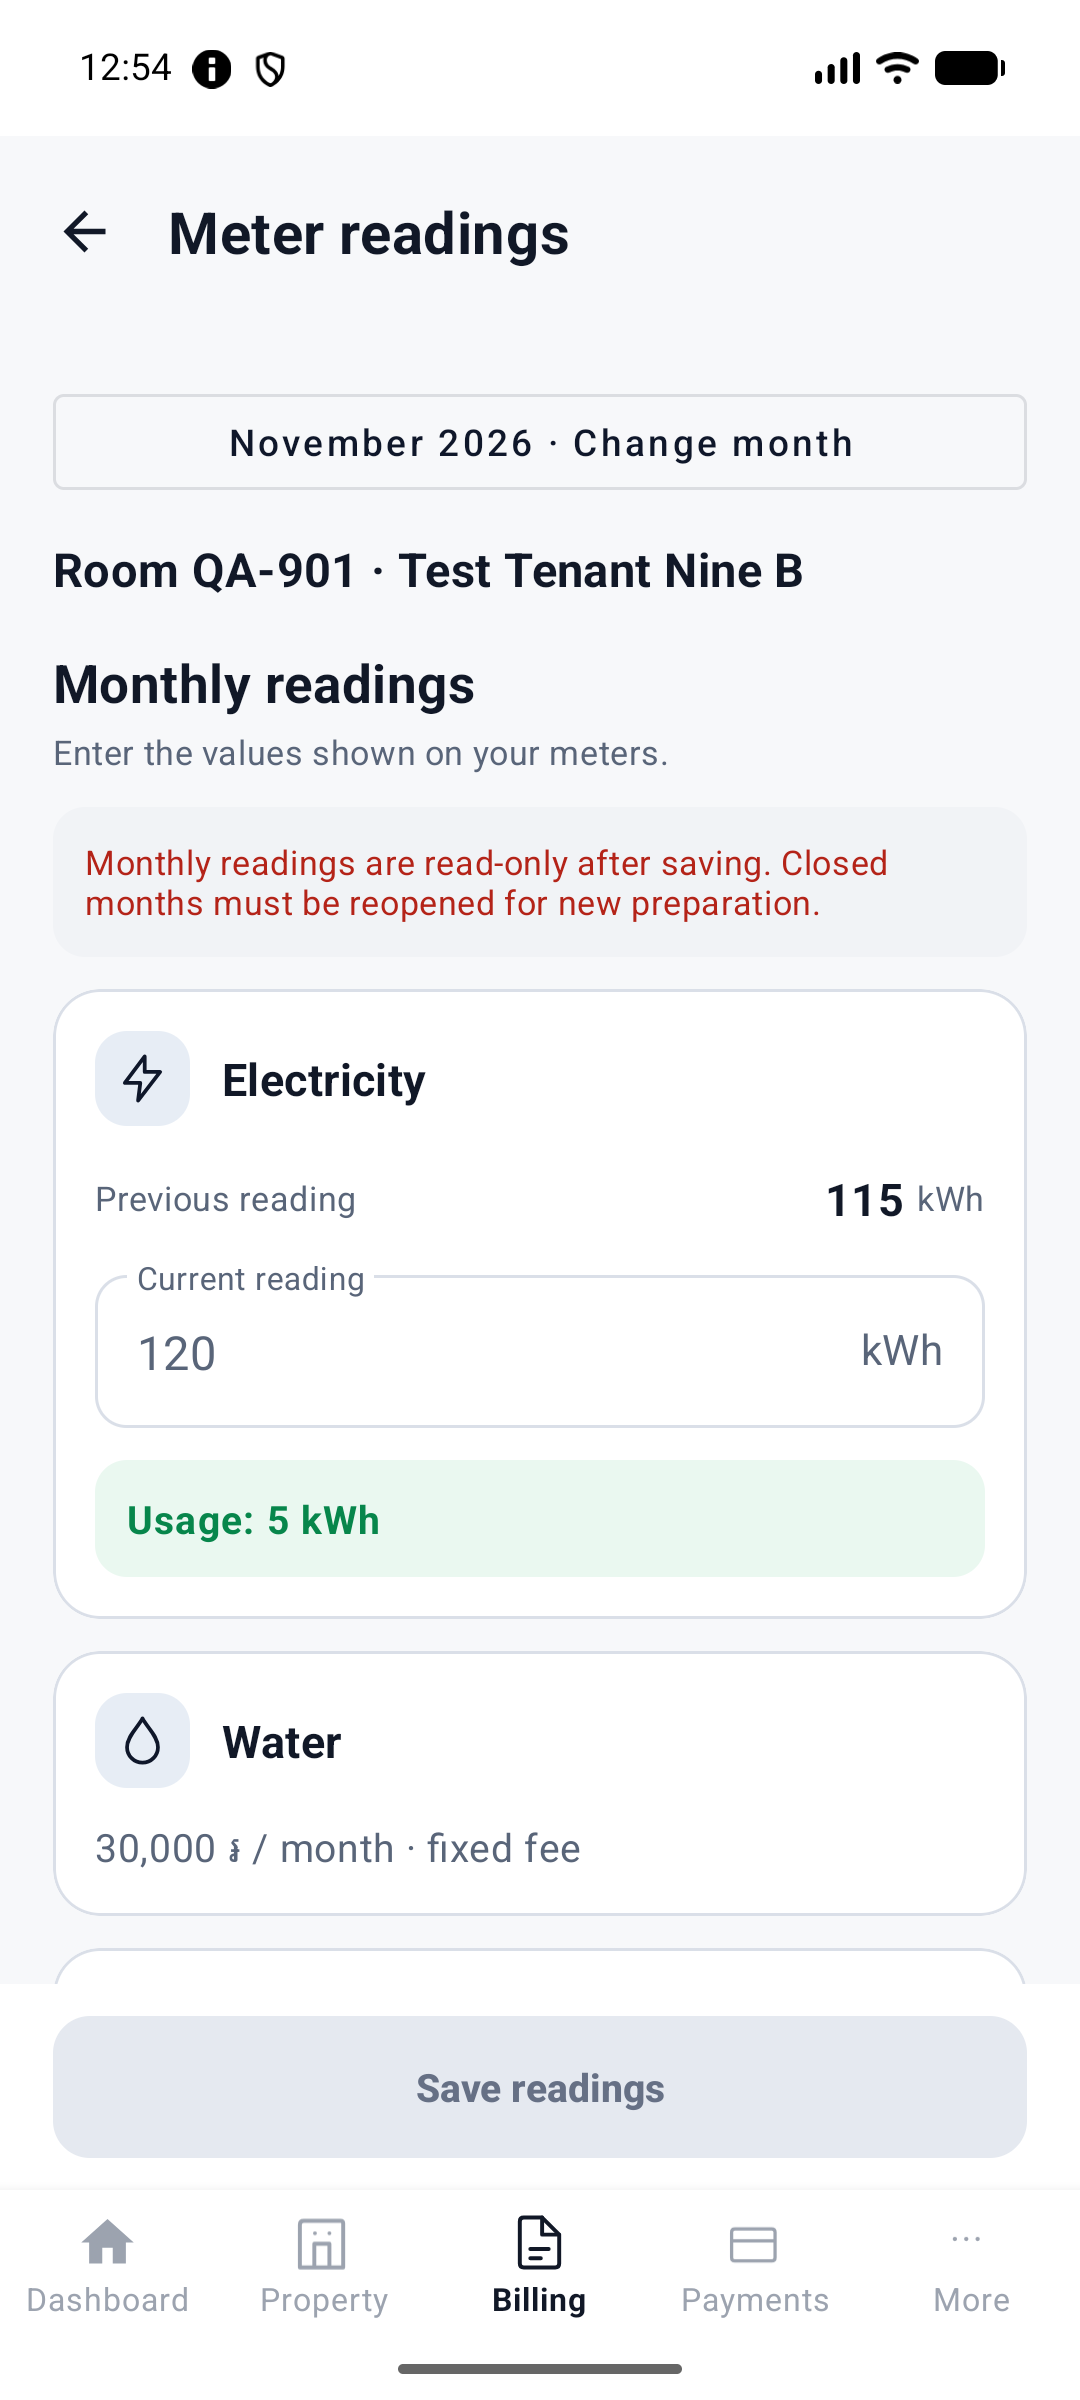 12:54
Meter readings
November 2026 · Change month
Room QA-901 · Test Tenant Nine B
Monthly readings
Enter the values shown on your meters.
Monthly readings are read-only after saving. Closed
months must be reopened for new preparation.
Electricity
Previous reading 115 kWh
Current reading
120 kWh
Usage: 5 kWh
Water
30,000 ៛ / month · fixed fee
Save readings
Dashboard Property Billing Payments More